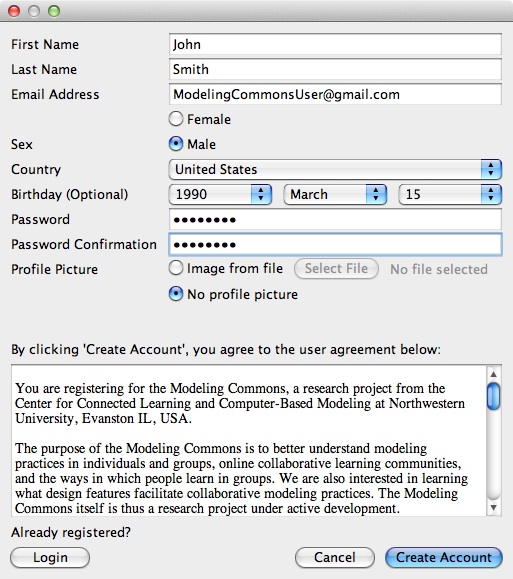 First Name John
Last Name Smith
Email Address ModelingCommonsUser@gmail.com
Female
Sex Male
Country United States
Birthday (Optional) 1990 March 15
Password ••••••••
Password Confirmation ••••••••
Profile Picture Image from file Select File No file selected
No profile picture
By clicking 'Create Account', you agree to the user agreement below:
You are registering for the Modeling Commons, a research project from the
Center for Connected Learning and Computer-Based Modeling at Northwestern
University, Evanston IL, USA.
The purpose of the Modeling Commons is to better understand modeling
practices in individuals and groups, online collaborative learning communities,
and the ways in which people learn in groups. We are also interested in learning
what design features facilitate collaborative modeling practices. The Modeling
Commons itself is thus a research project under active development.
Already registered?
Login Cancel Create Account